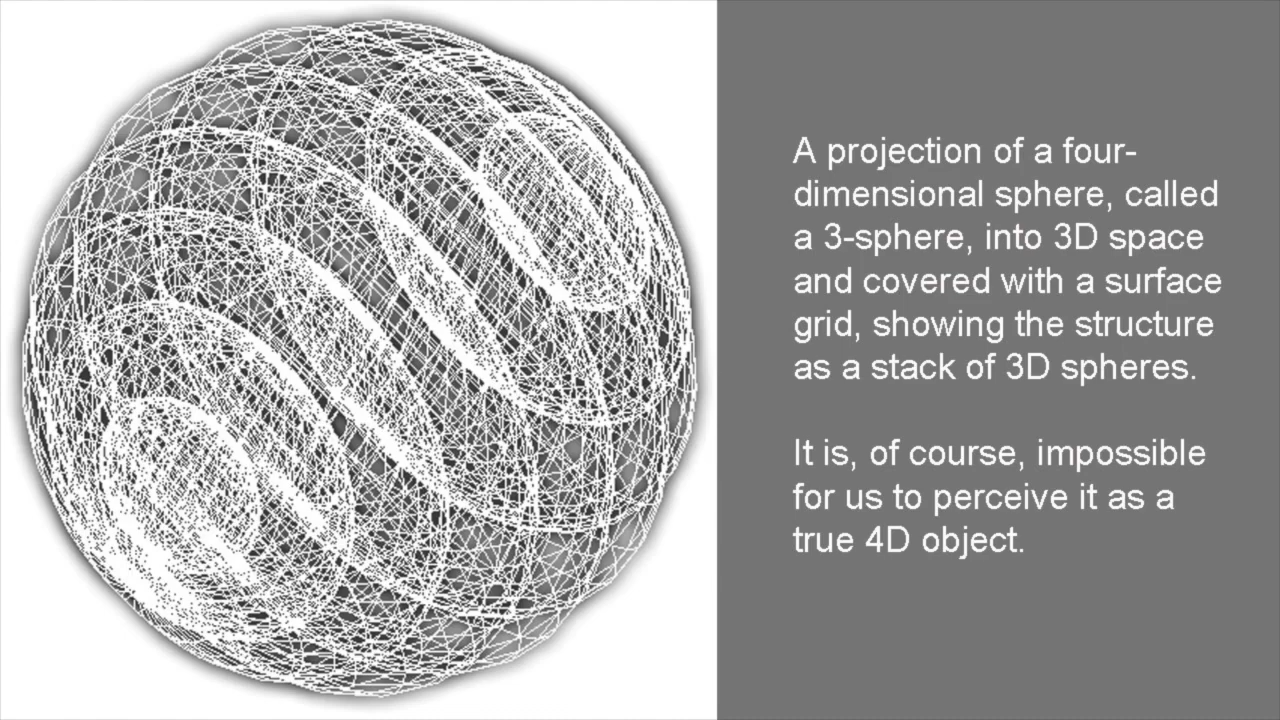 A projection of a four-
dimensional sphere, called
a 3-sphere, into 3D space
and covered with a surface
grid, showing the structure
as a stack of 3D spheres.
It is, of course, impossible
for us to perceive it as a
true 4D object.